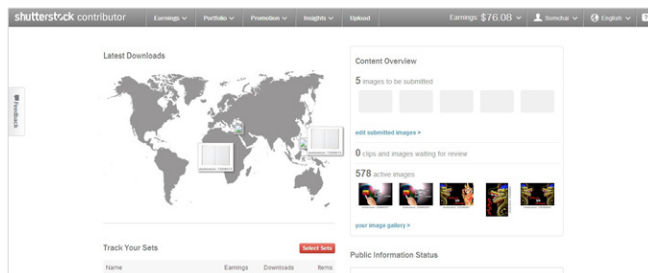 shutterstock contributor
Earnings Portfolio Promotion Insights Upload
Earnings: $76.08 Somchai English ?
Feedback
Latest Downloads
Content Overview
5 images to be submitted
edit submitted images >
0 clips and images waiting for review
578 active images
your image gallery >
Track Your Sets
Select Sets
Name Earnings Downloads Items
Public Information Status